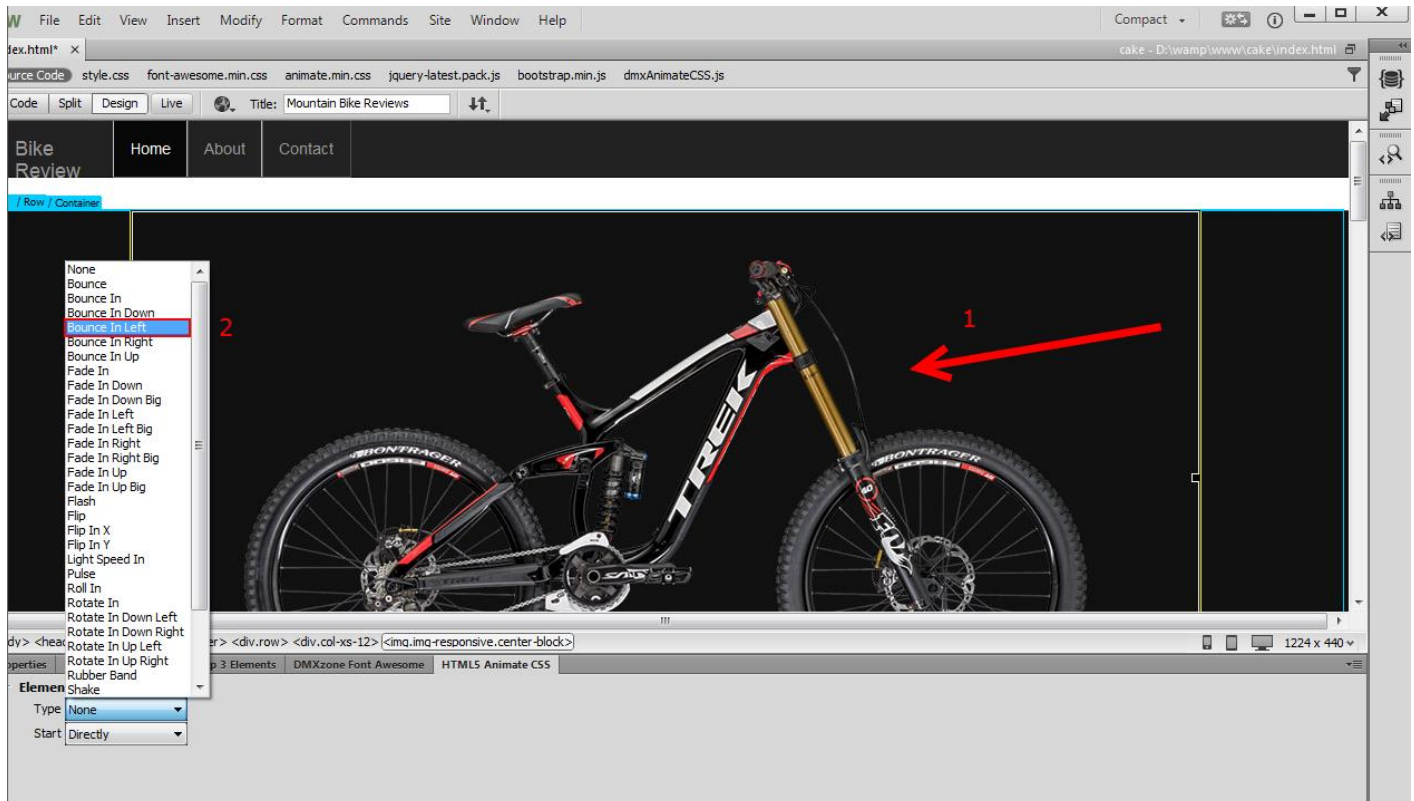 W File Edit View Insert Modify Format Commands Site Window Help Compact
dex.html* × cake - D:\wamp\www\cake\index.html
ource Code style.css font-awesome.min.css animate.min.css jquery-latest.pack.js bootstrap.min.js dmxAnimateCSS.js
Code Split Design Live Title: Mountain Bike Reviews
Bike Review Home About Contact
/ Row / Container
None
Bounce
Bounce In
Bounce In Down
Bounce In Left 2
Bounce In Right
Bounce In Up
Fade In
Fade In Down
Fade In Down Big
Fade In Left
Fade In Left Big
Fade In Right
Fade In Right Big
Fade In Up
Fade In Up Big
Flash
Flip
Flip In X
Flip In Y
Light Speed In
Pulse
Roll In
Rotate In
Rotate In Down Left
Rotate In Down Right
Rotate In Up Left
Rotate In Up Right
Rubber Band
Shake
1
TREK
BONTRAGER
BONTRAGER
dy> <head er> <div.row> <div.col-xs-12> <img.img-responsive.center-block> 1224 x 440
operties p 3 Elements DMXzone Font Awesome HTML5 Animate CSS
Elemen
Type None
Start Directly